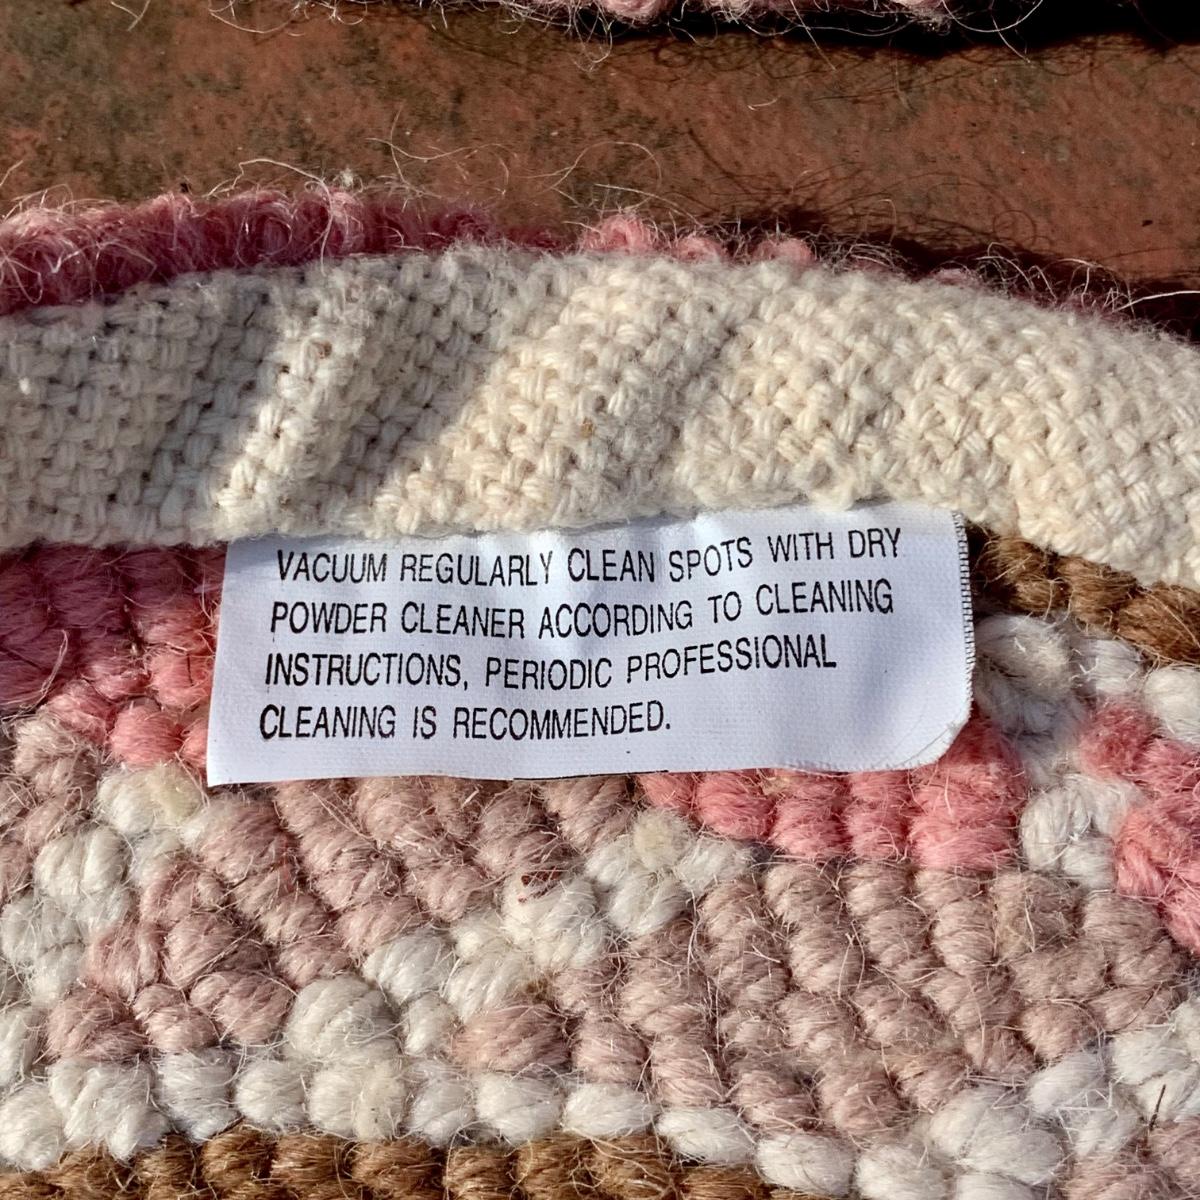 VACUUM REGULARLY CLEAN SPOTS WITH DRY
POWDER CLEANER ACCORDING TO CLEANING
INSTRUCTIONS, PERIODIC PROFESSIONAL
CLEANING IS RECOMMENDED.